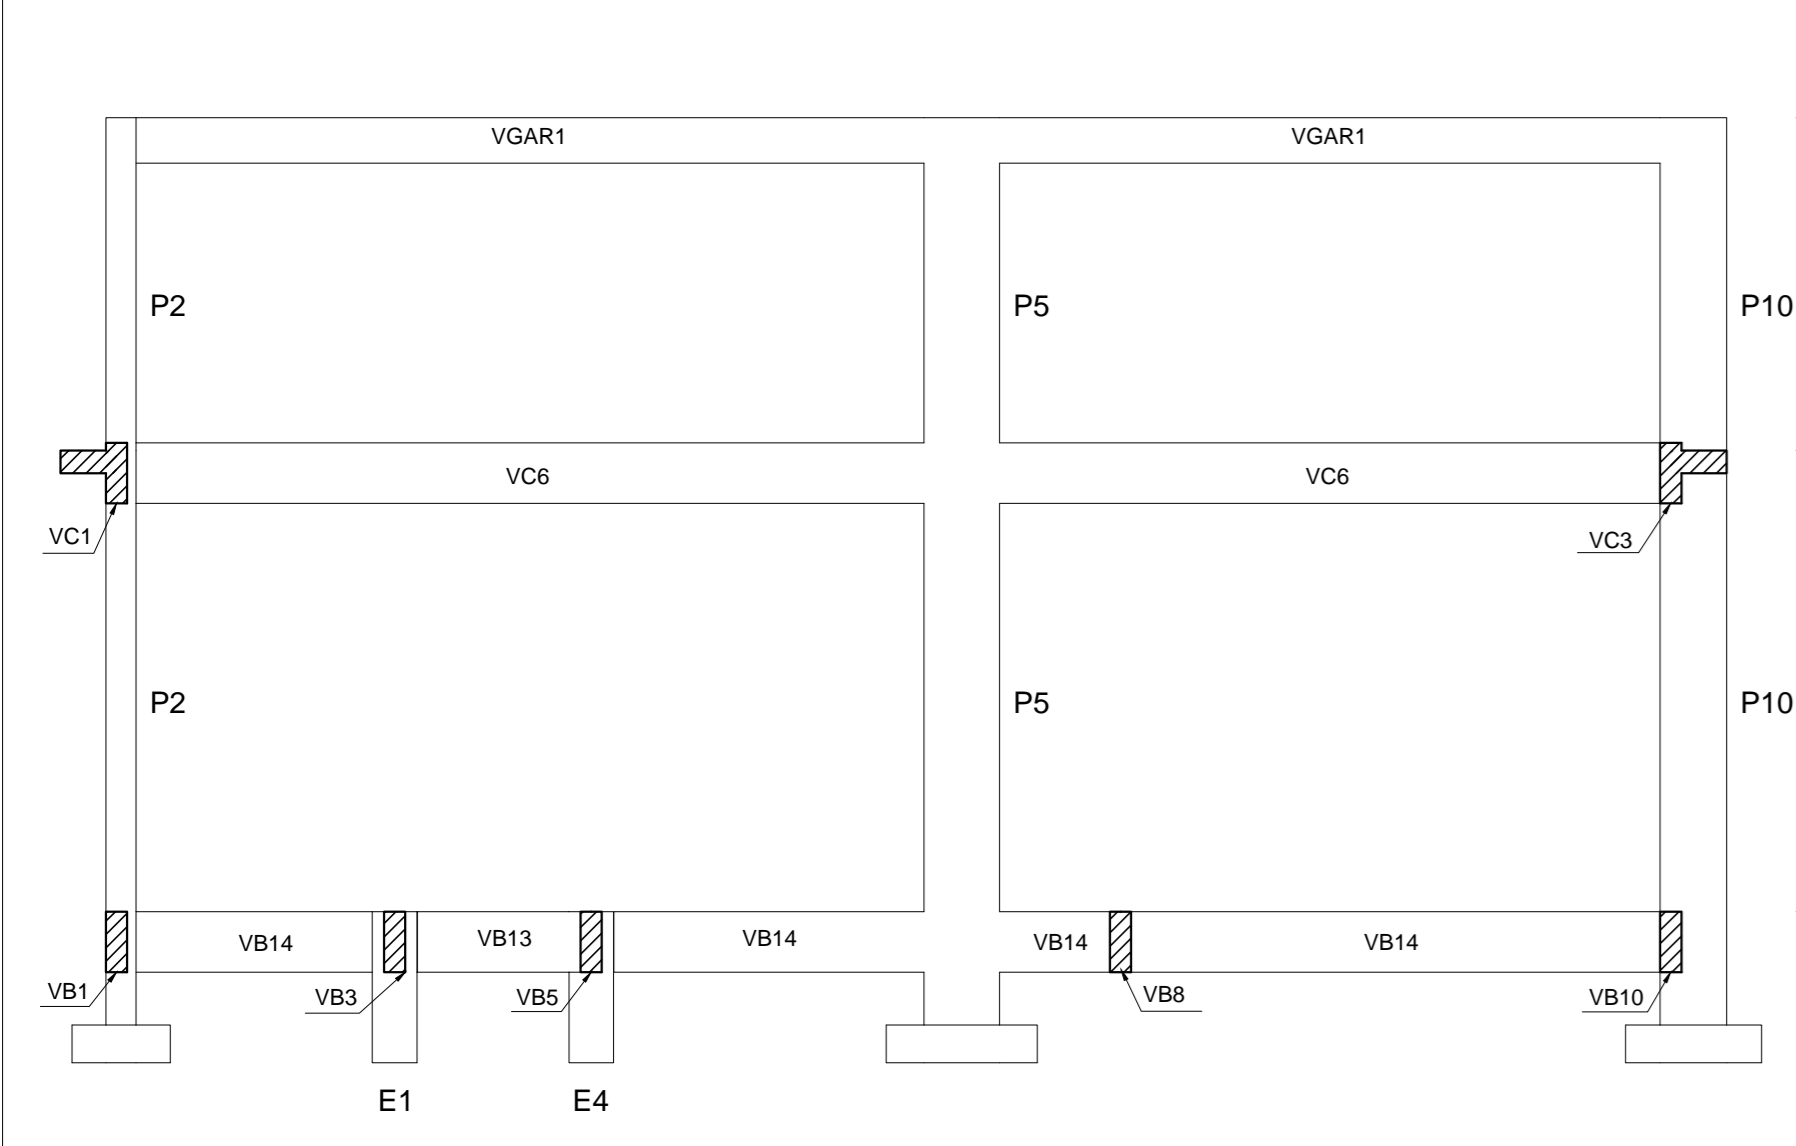 VGAR1 VGAR1
P2 P5 P10
VC6 VC6
VC1 VC3
P2 P5 P10
VB14 VB13 VB14 VB14 VB14
VB1 VB3 VB5 VB8 VB10
E1 E4